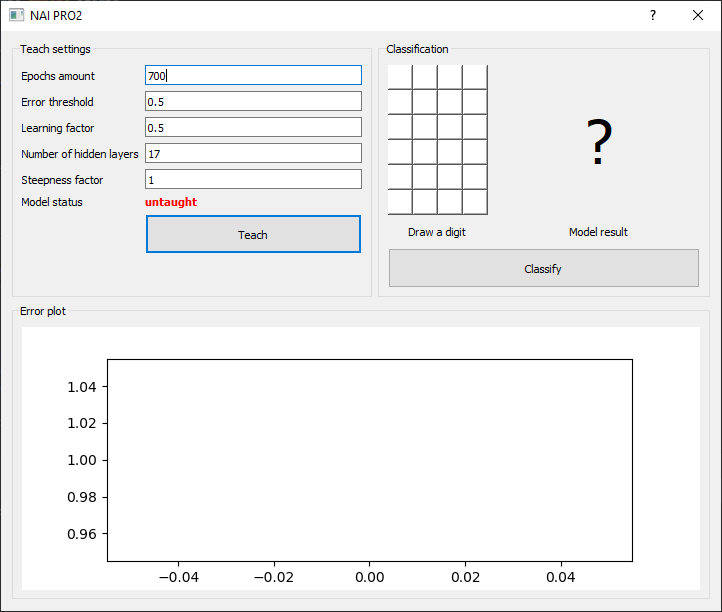 NAI PRO2
?
Teach settings
Epochs amount 700
Error threshold 0.5
Learning factor 0.5
Number of hidden layers 17
Steepness factor 1
Model status untaught
Teach
Classification
?
Draw a digit Model result
Classify
Error plot
1.04
1.02
1.00
0.98
0.96
−0.04 −0.02 0.00 0.02 0.04